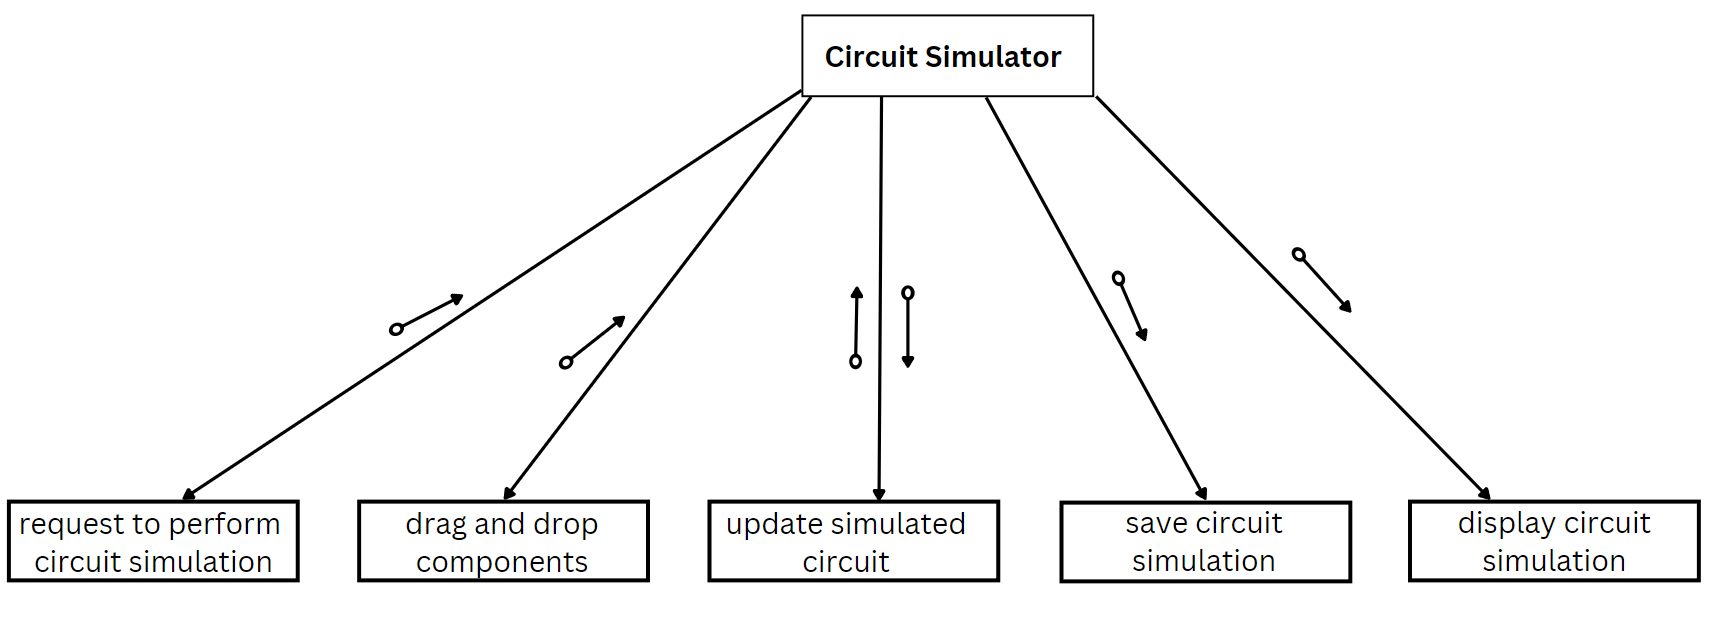 Circuit Simulator
request to perform
circuit simulation
drag and drop
components
update simulated
circuit
save circuit
simulation
display circuit
simulation